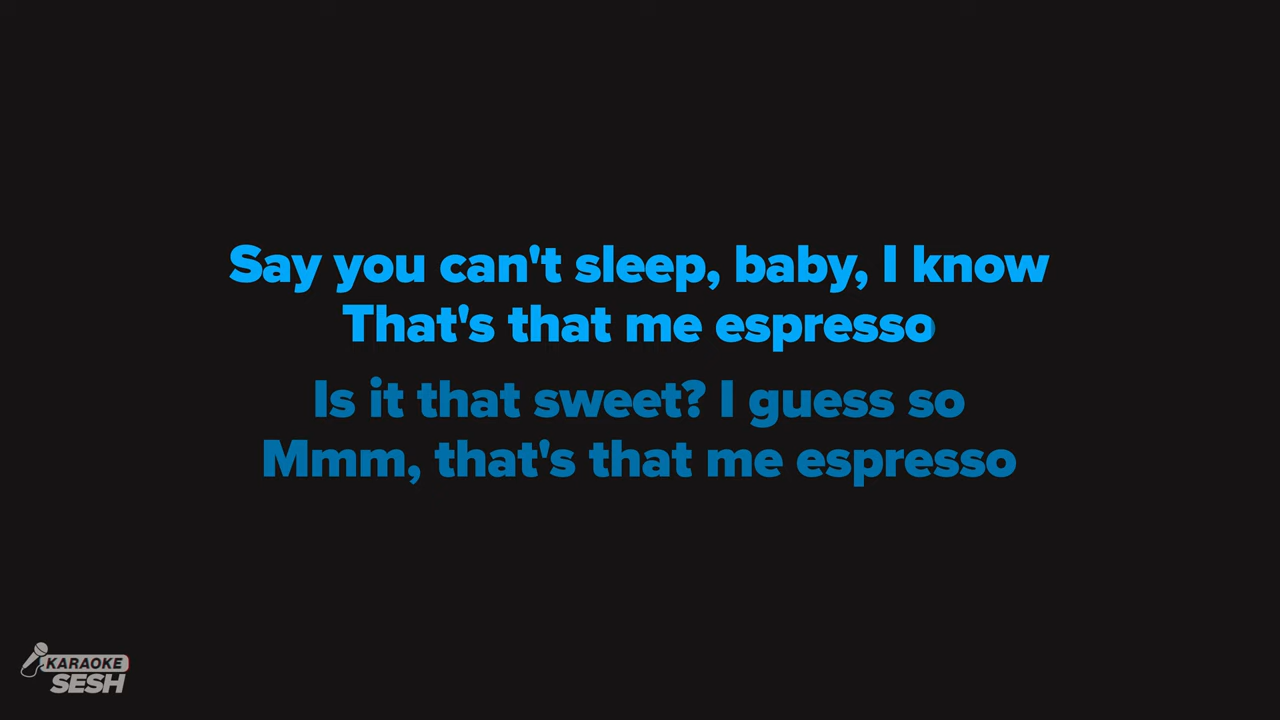 Say you can't sleep, baby, I know
That's that me espresso
Is it that sweet? I guess so
Mmm, that's that me espresso
KARAOKE
SESH